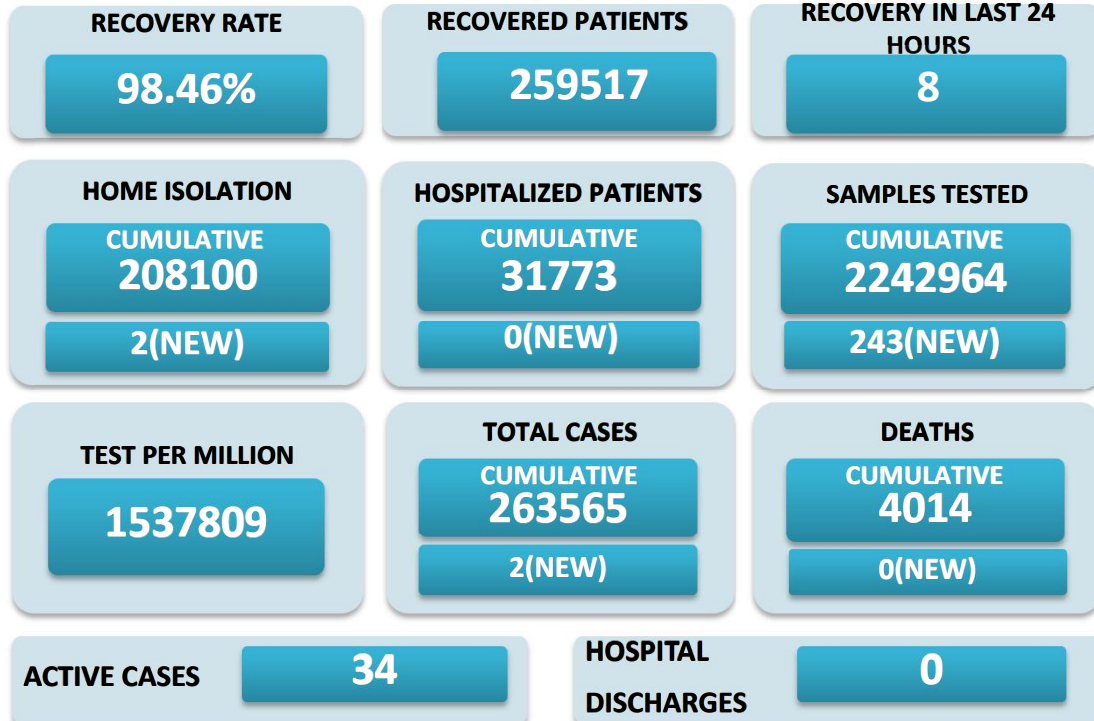 RECOVERY RATE
98.46%
RECOVERED PATIENTS
259517
RECOVERY IN LAST 24
HOURS
8
HOME ISOLATION
CUMULATIVE
208100
2(NEW)
HOSPITALIZED PATIENTS
CUMULATIVE
31773
0(NEW)
SAMPLES TESTED
CUMULATIVE
2242964
243(NEW)
TEST PER MILLION
1537809
TOTAL CASES
CUMULATIVE
263565
2(NEW)
DEATHS
CUMULATIVE
4014
0(NEW)
ACTIVE CASES
34
HOSPITAL
DISCHARGES
0